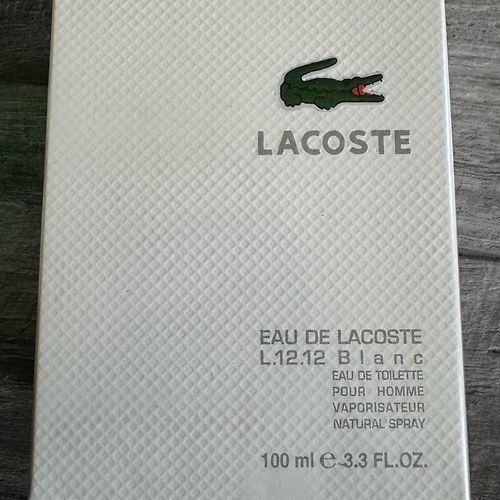 LACOSTE
EAU DE LACOSTE
L.12.12 Blanc
EAU DE TOILETTE
POUR HOMME
VAPORISATEUR
NATURAL SPRAY
100 ml ℮ 3.3 FL.OZ.